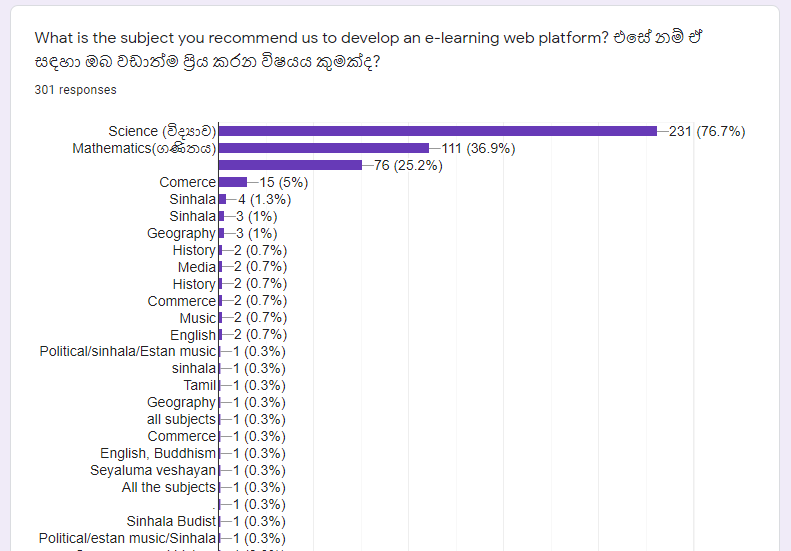 What is the subject you recommend us to develop an e-learning web platform? එසේ නම් ඒ
සඳහා ඔබ වඩාත්ම ප්‍රිය කරන විෂයය කුමක්ද?
301 responses
Science (විද්‍යාව) 231 (76.7%)
Mathematics(ගණිතය) 111 (36.9%)
76 (25.2%)
Comerce 15 (5%)
Sinhala 4 (1.3%)
Sinhala 3 (1%)
Geography 3 (1%)
History 2 (0.7%)
Media 2 (0.7%)
History 2 (0.7%)
Commerce 2 (0.7%)
Music 2 (0.7%)
English 2 (0.7%)
Political/sinhala/Estan music 1 (0.3%)
sinhala 1 (0.3%)
Tamil 1 (0.3%)
Geography 1 (0.3%)
all subjects 1 (0.3%)
Commerce 1 (0.3%)
English, Buddhism 1 (0.3%)
Seyaluma veshayan 1 (0.3%)
All the subjects 1 (0.3%)
. 1 (0.3%)
Sinhala Budist 1 (0.3%)
Political/estan music/Sinhala 1 (0.3%)